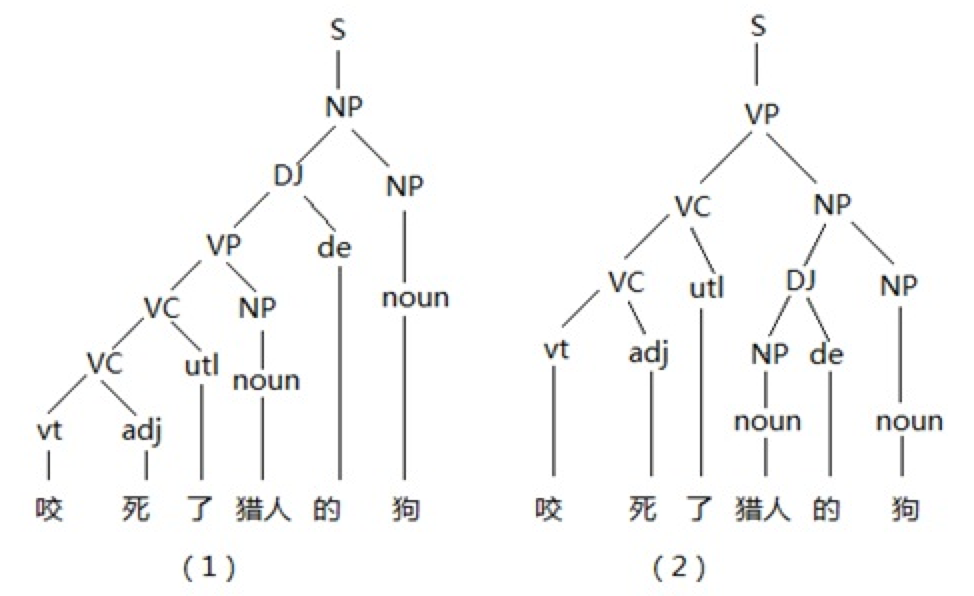 S S
NP VP
DJ NP VC NP
VP de VC utl DJ NP
VC NP noun vt adj NP de
VC utl noun noun noun
vt adj
咬 死 了 猎人 的 狗 咬 死 了 猎人 的 狗
(1) (2)